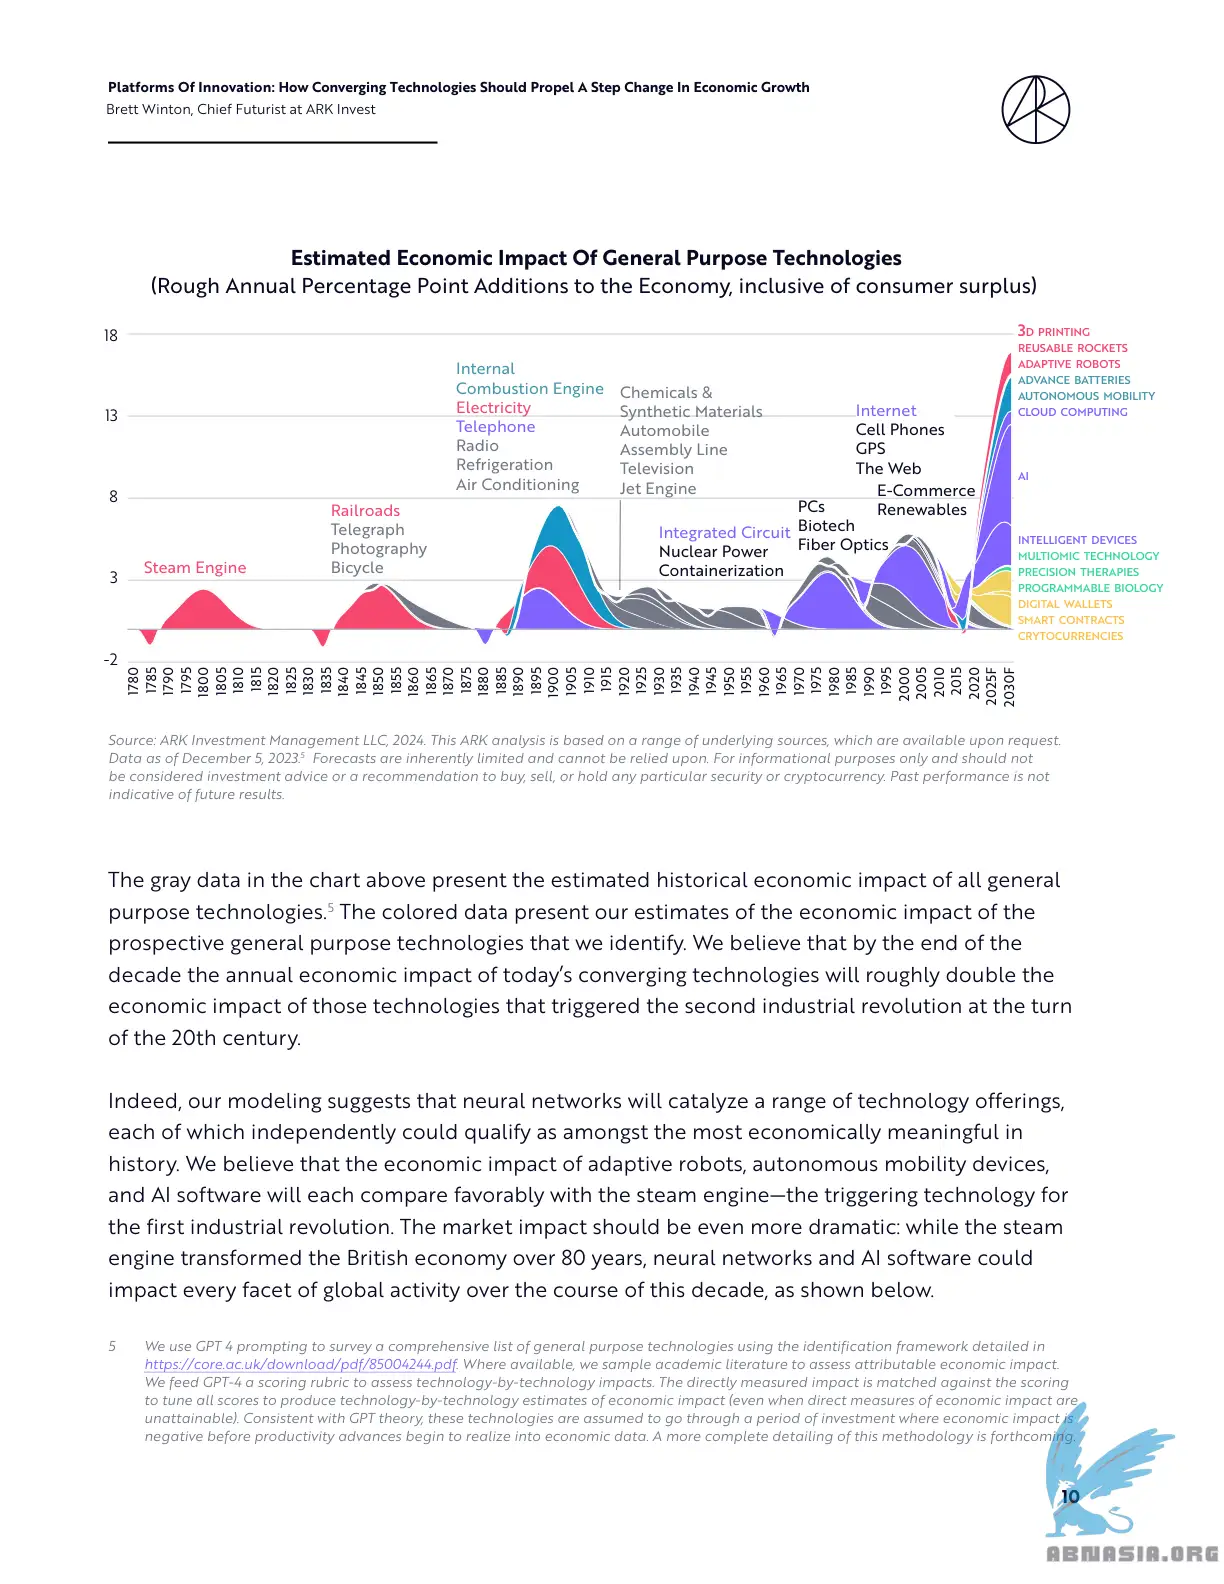 Platforms Of Innovation: How Converging Technologies Should Propel A Step Change In Economic Growth
Brett Winton, Chief Futurist at ARK Invest
Estimated Economic Impact Of General Purpose Technologies
(Rough Annual Percentage Point Additions to the Economy, inclusive of consumer surplus)
18
13
8
3
-2
Steam Engine
Railroads
Telegraph
Photography
Bicycle
Internal
Combustion Engine
Electricity
Telephone
Radio
Refrigeration
Air Conditioning
Chemicals &
Synthetic Materials
Automobile
Assembly Line
Television
Jet Engine
Integrated Circuit
Nuclear Power
Containerization
PCs
Biotech
Fiber Optics
Internet
Cell Phones
GPS
The Web
E-Commerce
Renewables
3D PRINTING
REUSABLE ROCKETS
ADAPTIVE ROBOTS
ADVANCE BATTERIES
AUTONOMOUS MOBILITY
CLOUD COMPUTING
AI
INTELLIGENT DEVICES
MULTIOMIC TECHNOLOGY
PRECISION THERAPIES
PROGRAMMABLE BIOLOGY
DIGITAL WALLETS
SMART CONTRACTS
CRYTOCURRENCIES
1780
1785
1790
1795
1800
1805
1810
1815
1820
1825
1830
1835
1840
1845
1850
1855
1860
1865
1870
1875
1880
1885
1890
1895
1900
1905
1910
1915
1920
1925
1930
1935
1940
1945
1950
1955
1960
1965
1970
1975
1980
1985
1990
1995
2000
2005
2010
2015
2020
2025F
2030F
Source: ARK Investment Management LLC, 2024. This ARK analysis is based on a range of underlying sources, which are available upon request.
Data as of December 5, 2023.5 Forecasts are inherently limited and cannot be relied upon. For informational purposes only and should not
be considered investment advice or a recommendation to buy, sell, or hold any particular security or cryptocurrency. Past performance is not
indicative of future results.
The gray data in the chart above present the estimated historical economic impact of all general
purpose technologies.5 The colored data present our estimates of the economic impact of the
prospective general purpose technologies that we identify. We believe that by the end of the
decade the annual economic impact of today's converging technologies will roughly double the
economic impact of those technologies that triggered the second industrial revolution at the turn
of the 20th century.
Indeed, our modeling suggests that neural networks will catalyze a range of technology offerings,
each of which independently could qualify as amongst the most economically meaningful in
history. We believe that the economic impact of adaptive robots, autonomous mobility devices,
and AI software will each compare favorably with the steam engine—the triggering technology for
the first industrial revolution. The market impact should be even more dramatic: while the steam
engine transformed the British economy over 80 years, neural networks and AI software could
impact every facet of global activity over the course of this decade, as shown below.
5 We use GPT 4 prompting to survey a comprehensive list of general purpose technologies using the identification framework detailed in
https://core.ac.uk/download/pdf/85004244.pdf. Where available, we sample academic literature to assess attributable economic impact.
We feed GPT-4 a scoring rubric to assess technology-by-technology impacts. The directly measured impact is matched against the scoring
to tune all scores to produce technology-by-technology estimates of economic impact (even when direct measures of economic impact are
unattainable). Consistent with GPT theory, these technologies are assumed to go through a period of investment where economic impact is
negative before productivity advances begin to realize into economic data. A more complete detailing of this methodology is forthcoming.
10
ABNASIA.ORG